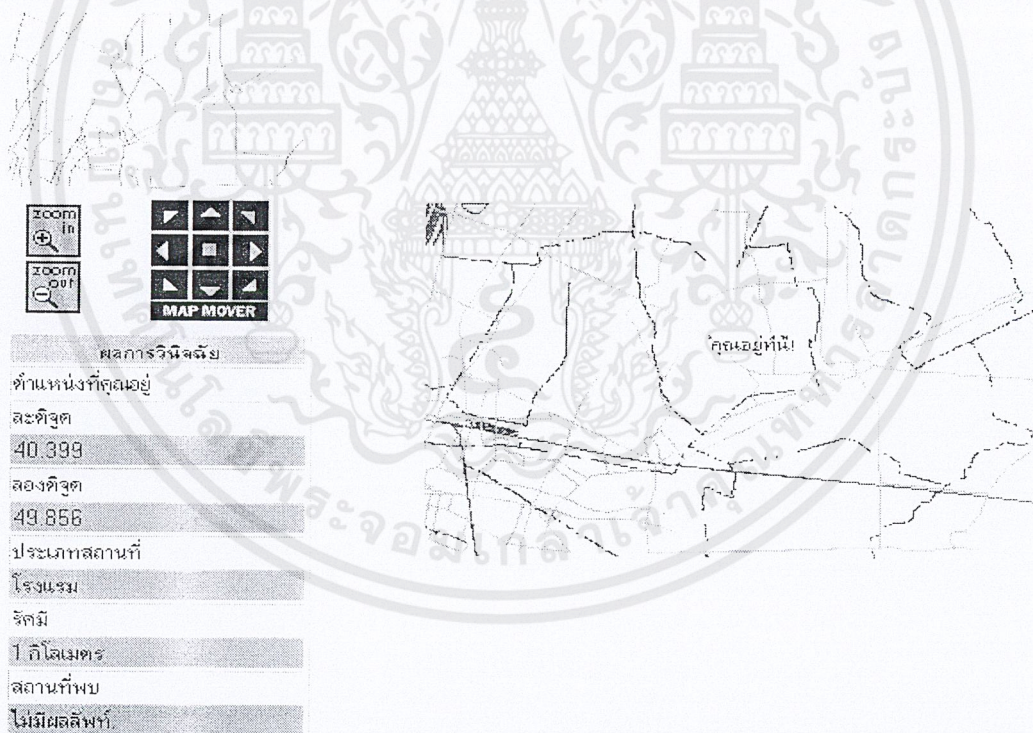 zoom in
zoom out
MAP MOVER
ผลการวินิจฉัย
ตำแหน่งที่คุณอยู่
ละติจูด
40.399
ลองติจูด
49.856
ประเภทสถานที่
โรงแรม
รัศมี
1 กิโลเมตร
สถานที่พบ
ไม่มีผลลัพท์.
คุณอยู่ที่นี่!